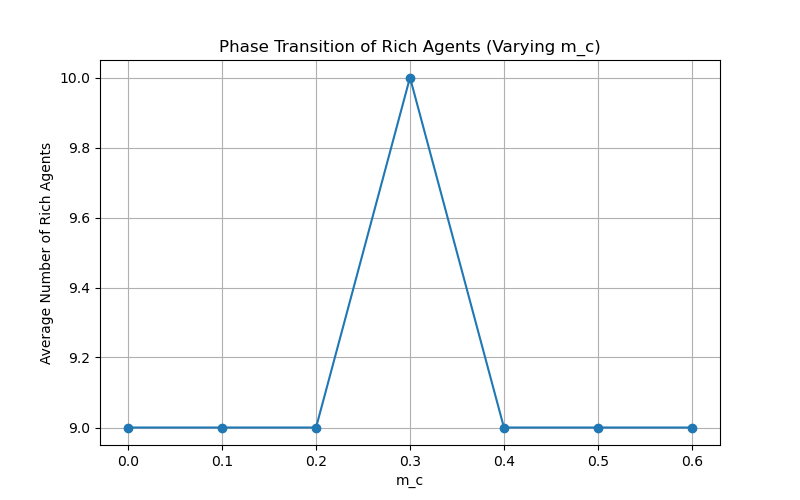 Phase Transition of Rich Agents (Varying m_c)
Average Number of Rich Agents
10.0
9.8
9.6
9.4
9.2
9.0
0.0 0.1 0.2 0.3 0.4 0.5 0.6
m_c